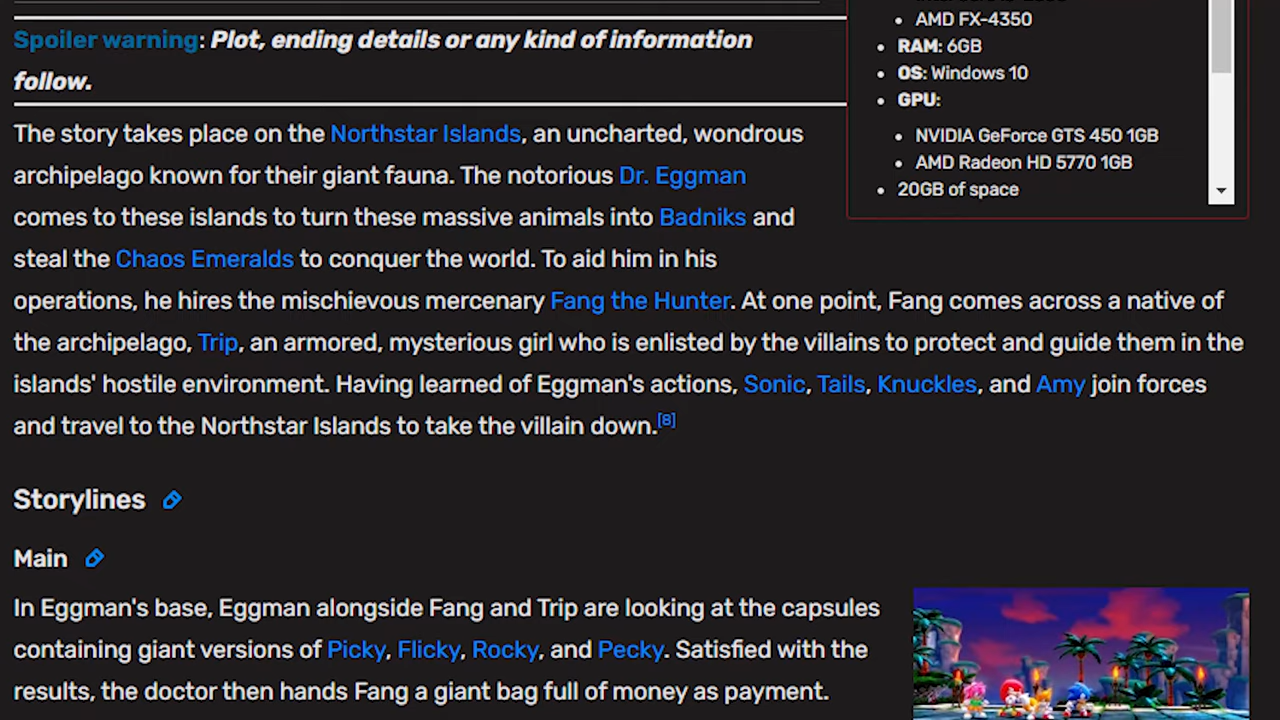 Spoiler warning: Plot, ending details or any kind of information
follow.
The story takes place on the Northstar Islands, an uncharted, wondrous
archipelago known for their giant fauna. The notorious Dr. Eggman
comes to these islands to turn these massive animals into Badniks and
steal the Chaos Emeralds to conquer the world. To aid him in his
operations, he hires the mischievous mercenary Fang the Hunter. At one point, Fang comes across a native of
the archipelago, Trip, an armored, mysterious girl who is enlisted by the villains to protect and guide them in the
islands' hostile environment. Having learned of Eggman's actions, Sonic, Tails, Knuckles, and Amy join forces
and travel to the Northstar Islands to take the villain down.[8]
AMD FX-4350
RAM: 6GB
OS: Windows 10
GPU:
NVIDIA GeForce GTS 450 1GB
AMD Radeon HD 5770 1GB
20GB of space
Storylines
Main
In Eggman's base, Eggman alongside Fang and Trip are looking at the capsules
containing giant versions of Picky, Flicky, Rocky, and Pecky. Satisfied with the
results, the doctor then hands Fang a giant bag full of money as payment.